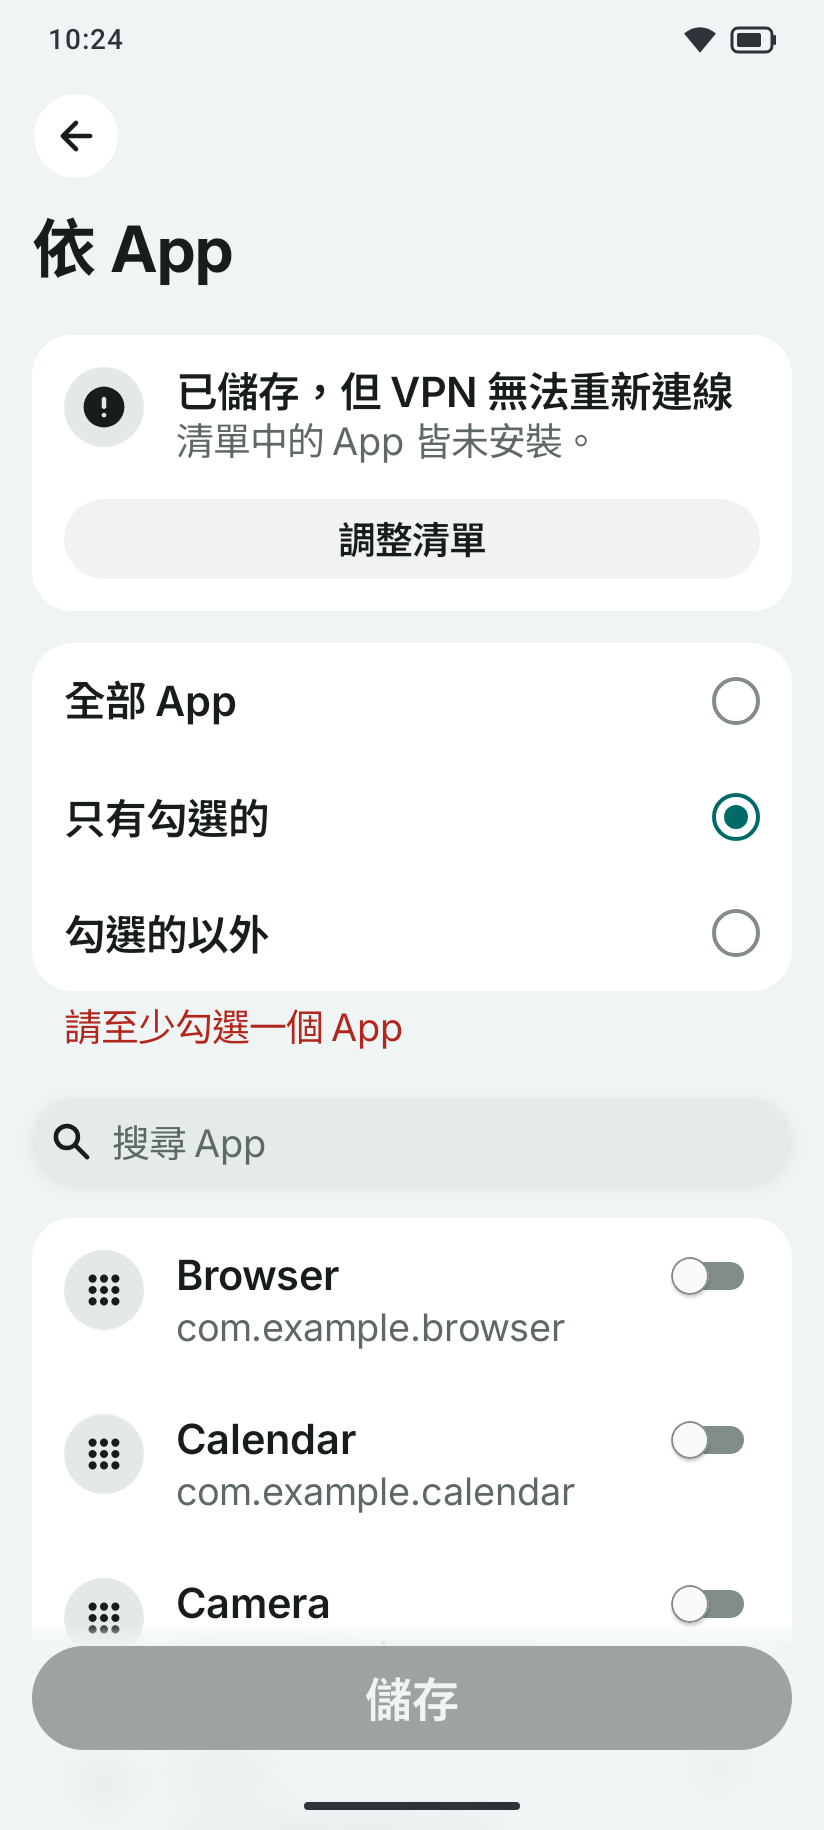 10:24
依 App
已儲存，但 VPN 無法重新連線
清單中的 App 皆未安裝。
調整清單
全部 App
只有勾選的
勾選的以外
請至少勾選一個 App
搜尋 App
Browser
com.example.browser
Calendar
com.example.calendar
Camera
儲存